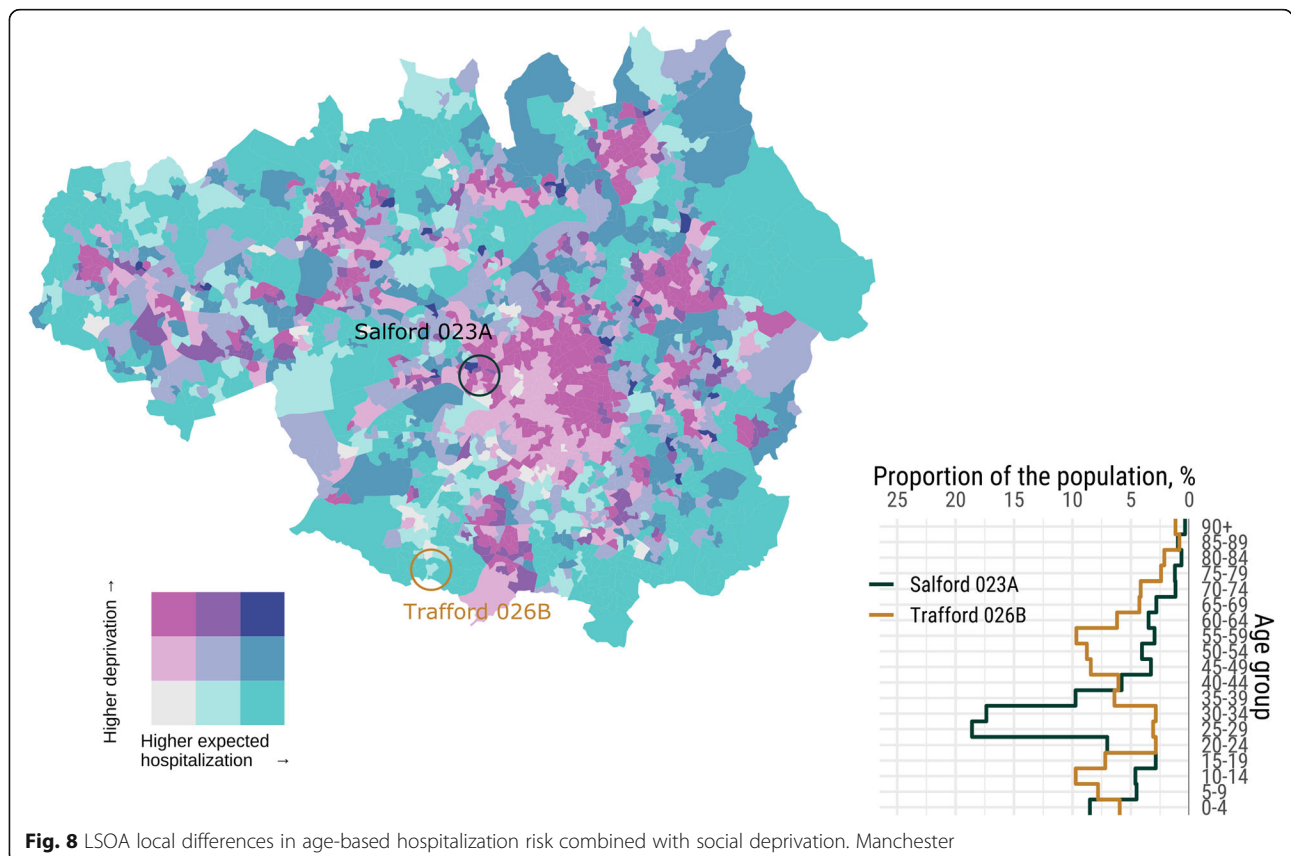 Salford 023A
Trafford 026B
Higher deprivation →
Higher expected
hospitalization →
Proportion of the population, %
25 20 15 10 5 0
Salford 023A
Trafford 026B
90+
85-89
80-84
75-79
70-74
65-69
60-64
55-59
50-54
45-49
40-44
35-39
30-34
25-29
20-24
15-19
10-14
5-9
0-4
Age group
Fig. 8 LSOA local differences in age-based hospitalization risk combined with social deprivation. Manchester